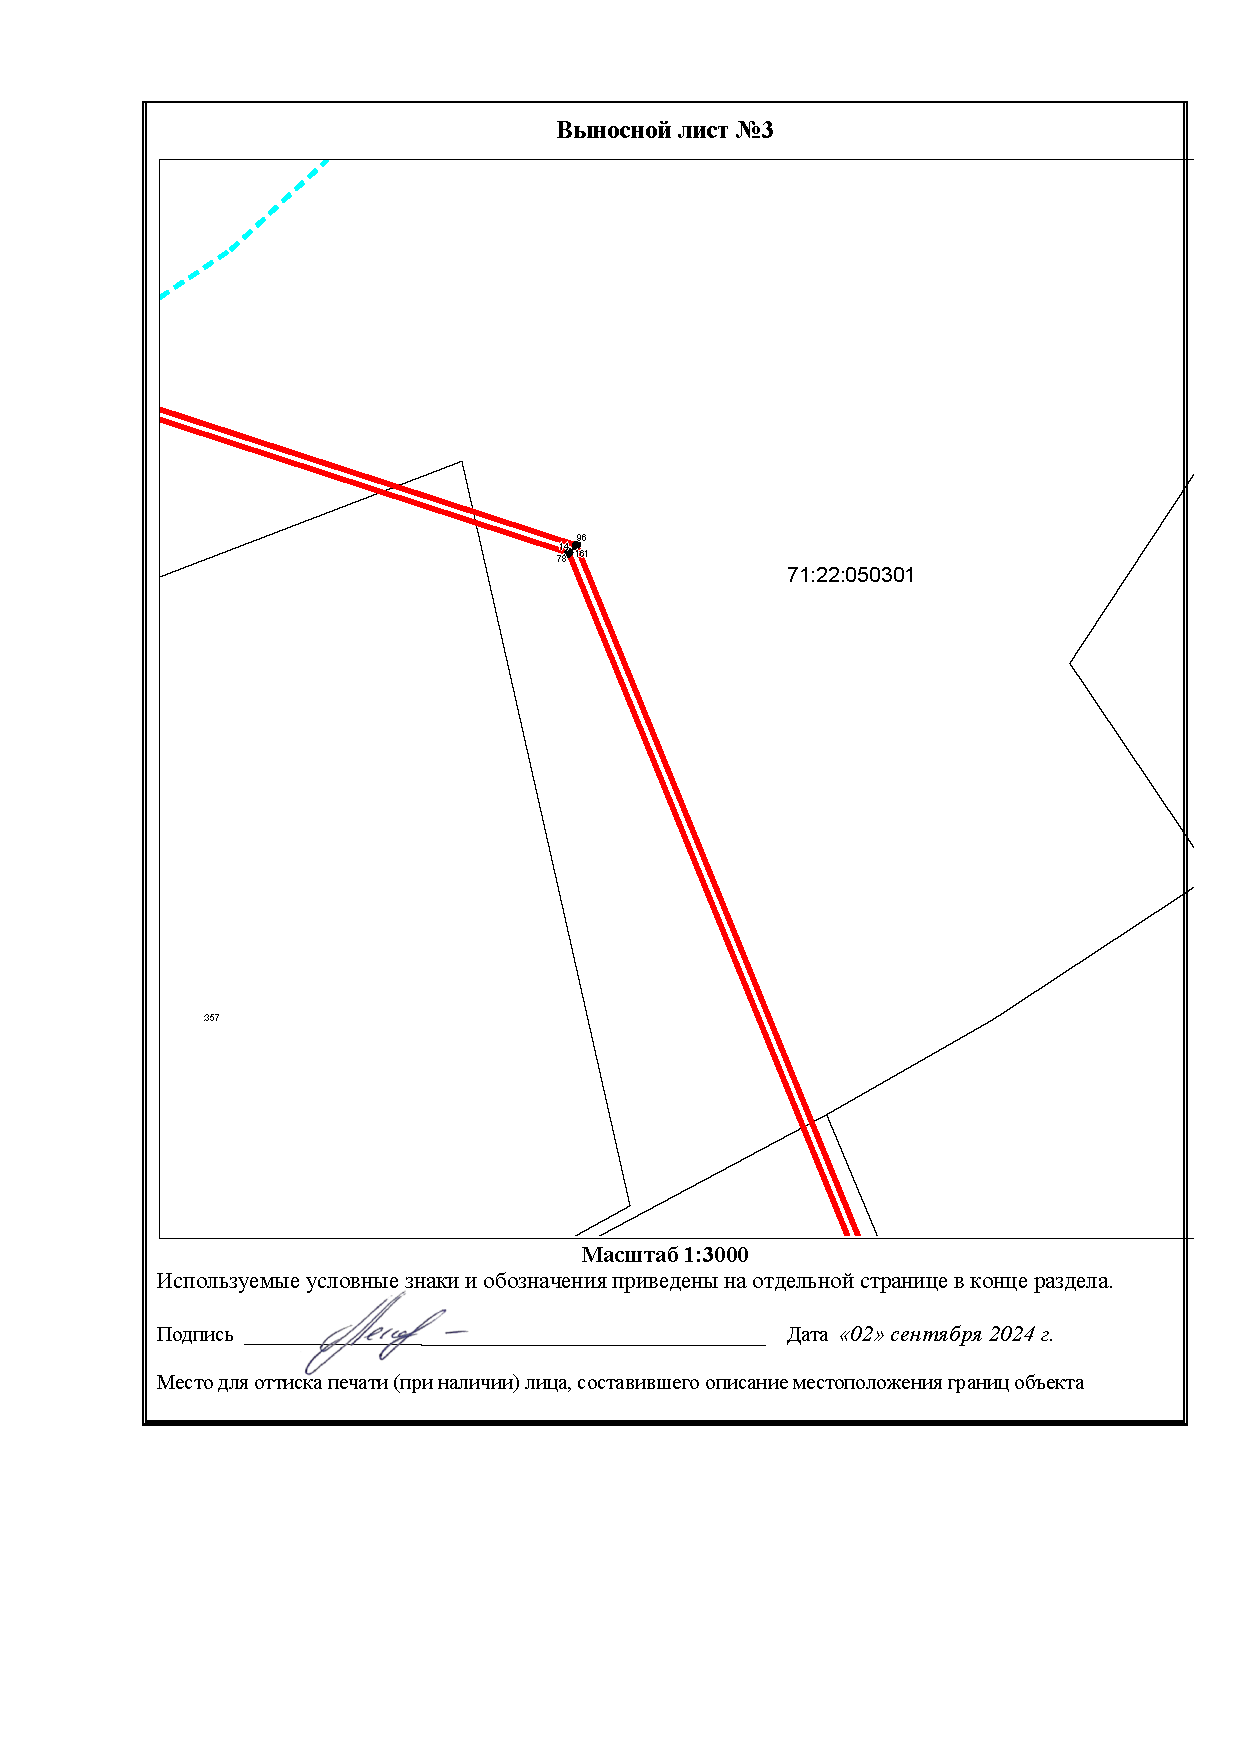 Выносной лист №3
96
14
161
78
71:22:050301
357
Масштаб 1:3000
Используемые условные знаки и обозначения приведены на отдельной странице в конце раздела.
Подпись Дата «02» сентября 2024 г.
Место для оттиска печати (при наличии) лица, составившего описание местоположения границ объекта